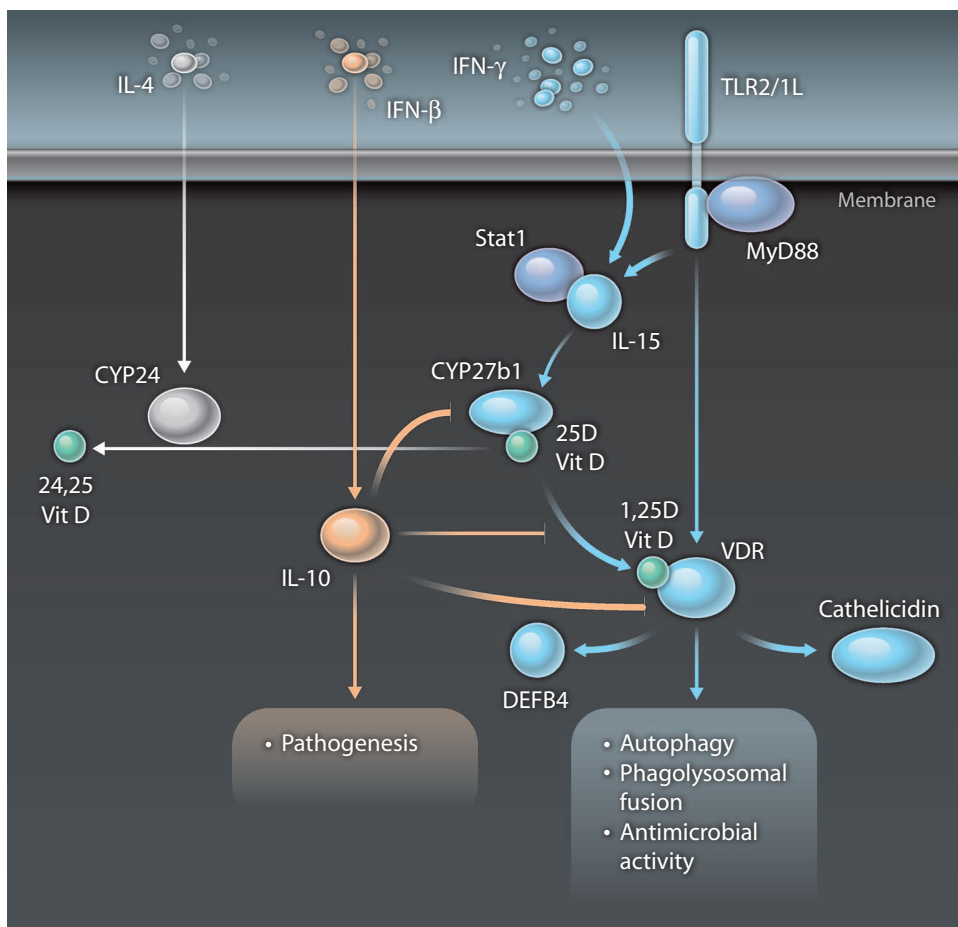 IL-4
IFN-β
IFN-γ
TLR2/1L
Membrane
MyD88
Stat1
IL-15
CYP24
CYP27b1
25D
Vit D
24,25
Vit D
1,25D
Vit D
VDR
IL-10
Cathelicidin
DEFB4
• Pathogenesis
• Autophagy
• Phagolysosomal
fusion
• Antimicrobial
activity